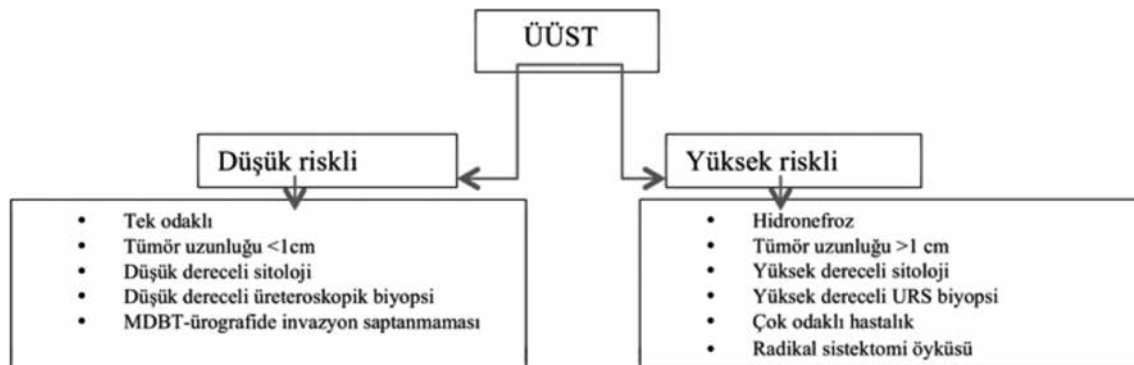 ÜÜST
Düşük riskli
Yüksek riskli
• Tek odaklı
• Tümör uzunluğu <1cm
• Düşük dereceli sitoloji
• Düşük dereceli üreteroskopik biyopsi
• MDBT-ürografide invazyon saptanmaması
• Hidronefroz
• Tümör uzunluğu >1 cm
• Yüksek dereceli sitoloji
• Yüksek dereceli URS biyopsi
• Çok odaklı hastalık
• Radikal sistektomi öyküsü